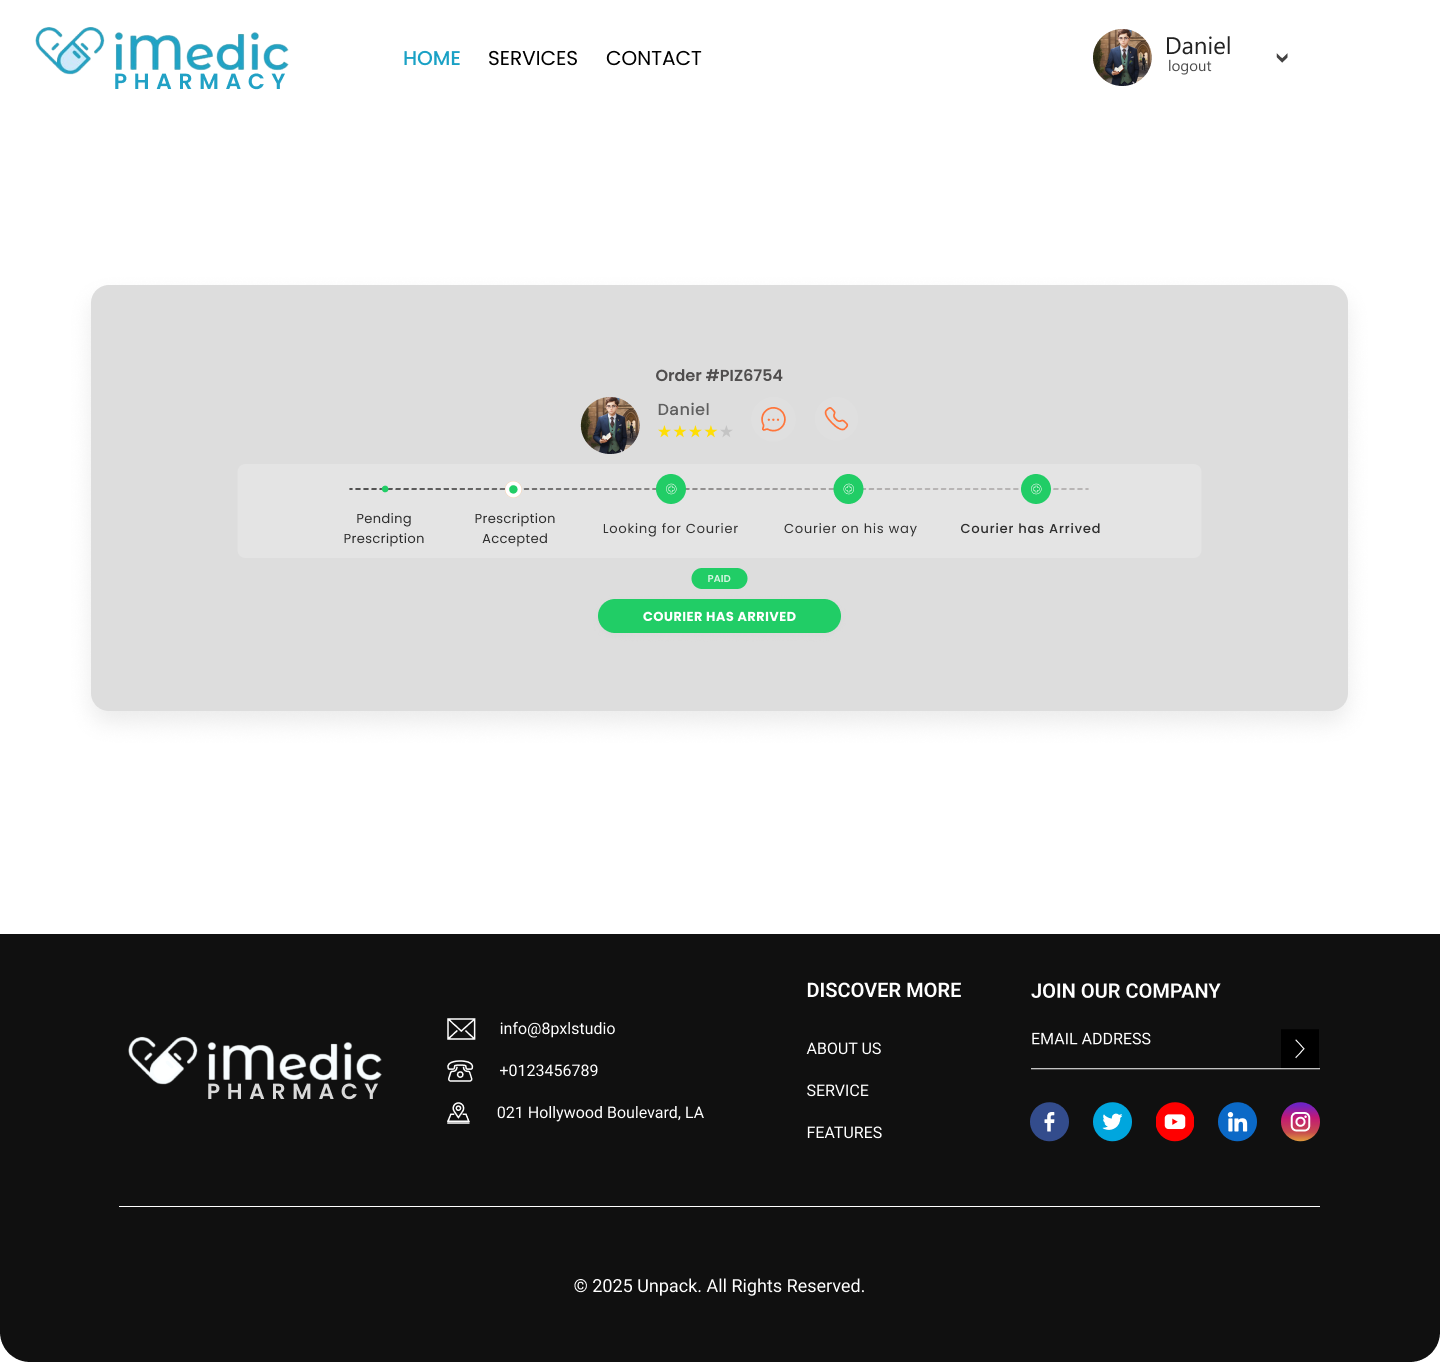 iMedic
PHARMACY
HOME SERVICES CONTACT
Daniel
logout
Order #PIZ6754
Daniel
Pending
Prescription
Prescription
Accepted
Looking for Courier
Courier on his way
Courier has Arrived
PAID
COURIER HAS ARRIVED
iMedic
PHARMACY
info@8pxlstudio
+0123456789
021 Hollywood Boulevard, LA
DISCOVER MORE
ABOUT US
SERVICE
FEATURES
JOIN OUR COMPANY
EMAIL ADDRESS
© 2025 Unpack. All Rights Reserved.